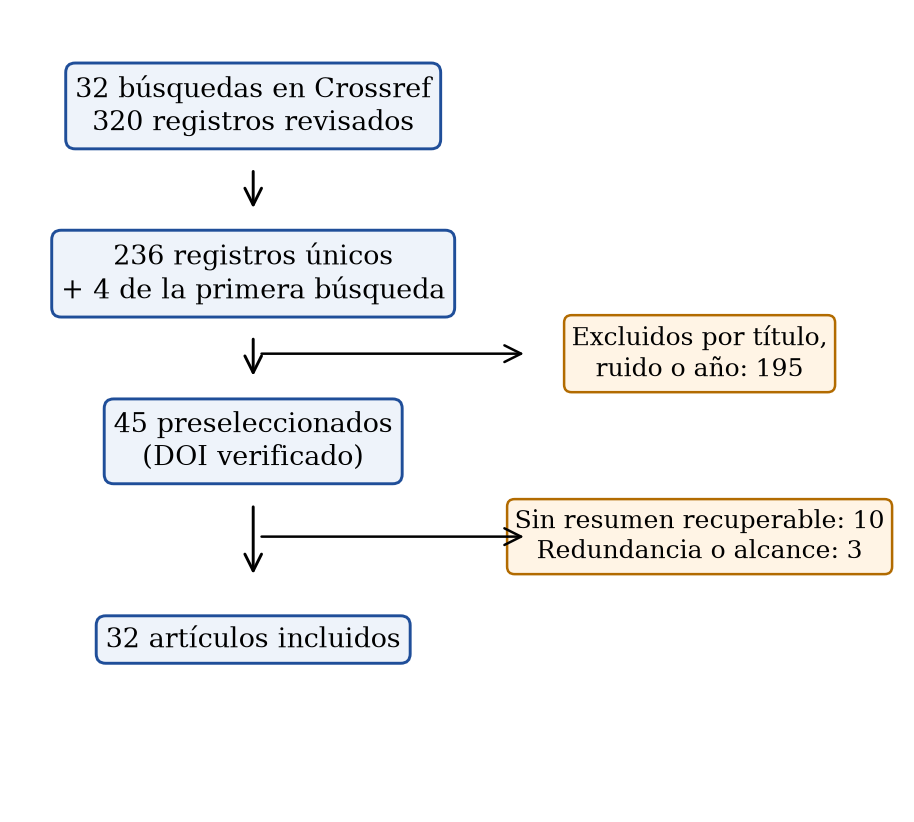 32 búsquedas en Crossref
320 registros revisados
236 registros únicos
+ 4 de la primera búsqueda
Excluidos por título,
ruido o año: 195
45 preseleccionados
(DOI verificado)
Sin resumen recuperable: 10
Redundancia o alcance: 3
32 artículos incluidos